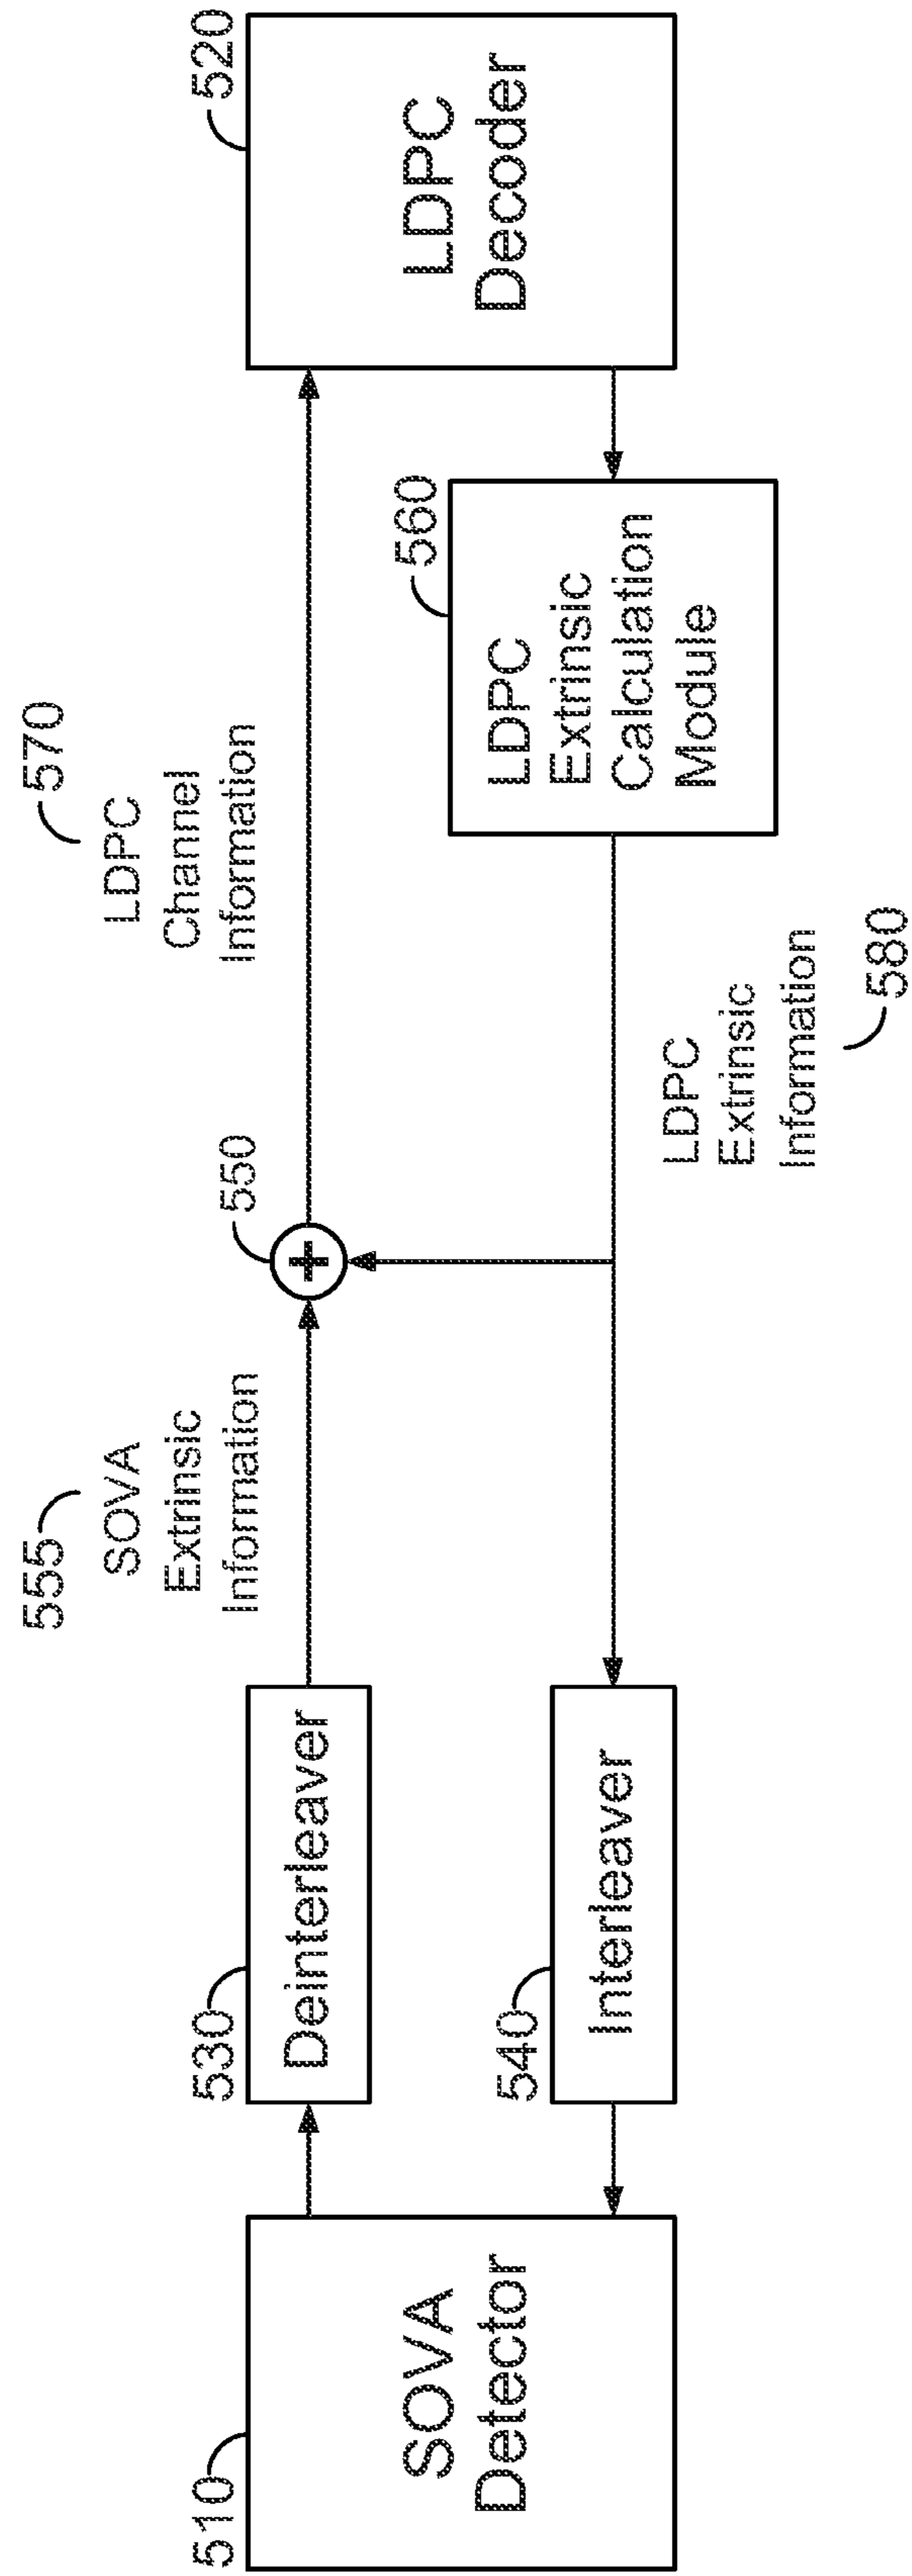 510
SOVA
Detector
530
Deinterleaver
540
Interleaver
555
SOVA
Extrinsic
Information
550
+
570
LDPC
Channel
Information
LDPC
Extrinsic
Information
580
560
LDPC
Extrinsic
Calculation
Module
520
LDPC
Decoder